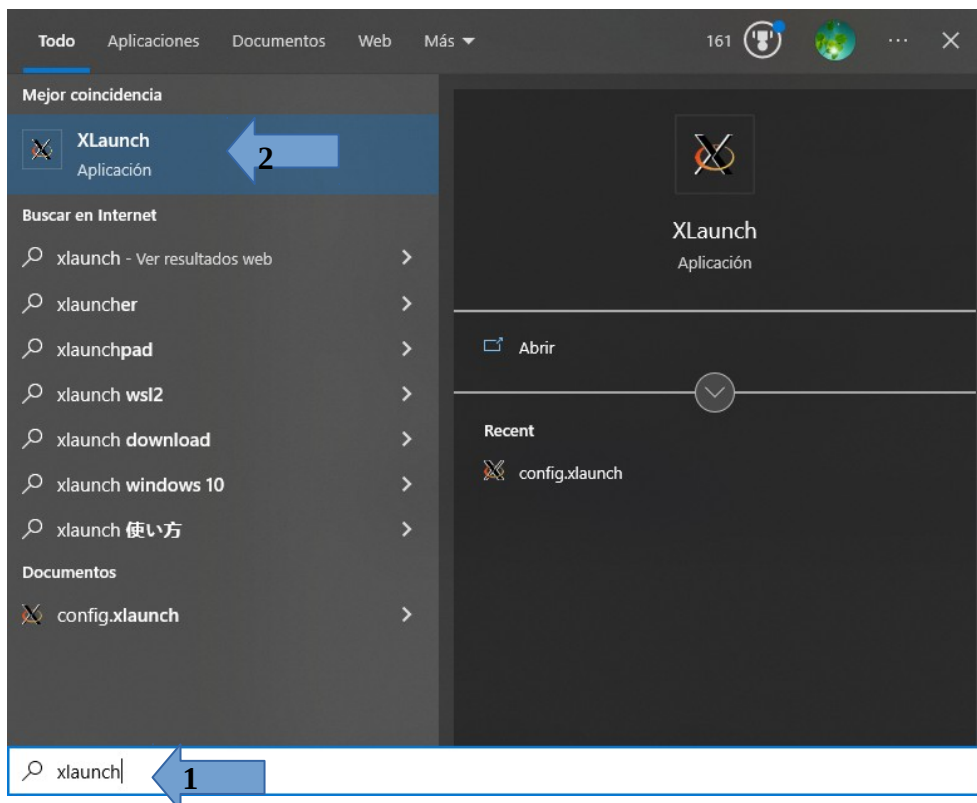 Todo Aplicaciones Documentos Web Más 161 ...
Mejor coincidencia
XLaunch
Aplicación
2
Buscar en Internet
xlaunch - Ver resultados web
xlauncher
xlaunchpad
xlaunch wsl2
xlaunch download
xlaunch windows 10
xlaunch 使い方
Documentos
config.xlaunch
XLaunch
Aplicación
Abrir
Recent
config.xlaunch
xlaunch
1